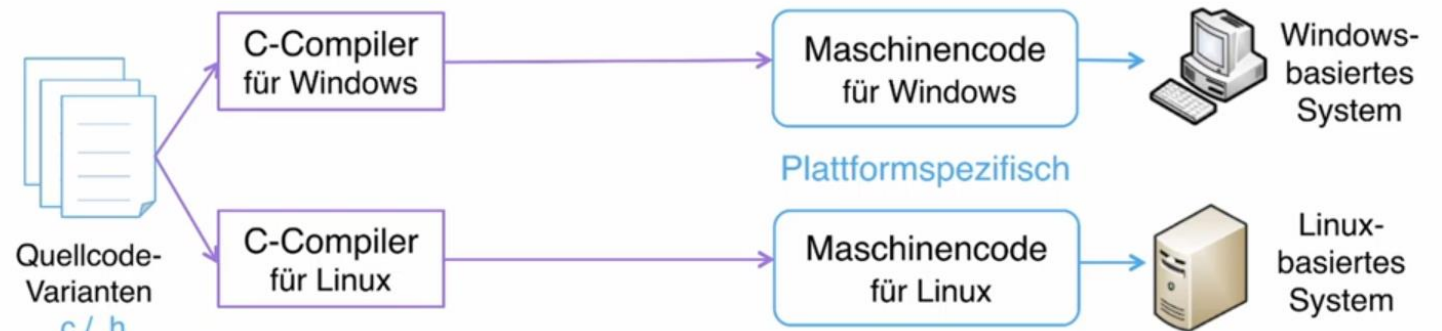 C-Compiler
für Windows
Maschinencode
für Windows
Windows-
basiertes
System
Plattformspezifisch
Quellcode-
Varianten
C-Compiler
für Linux
Maschinencode
für Linux
Linux-
basiertes
System